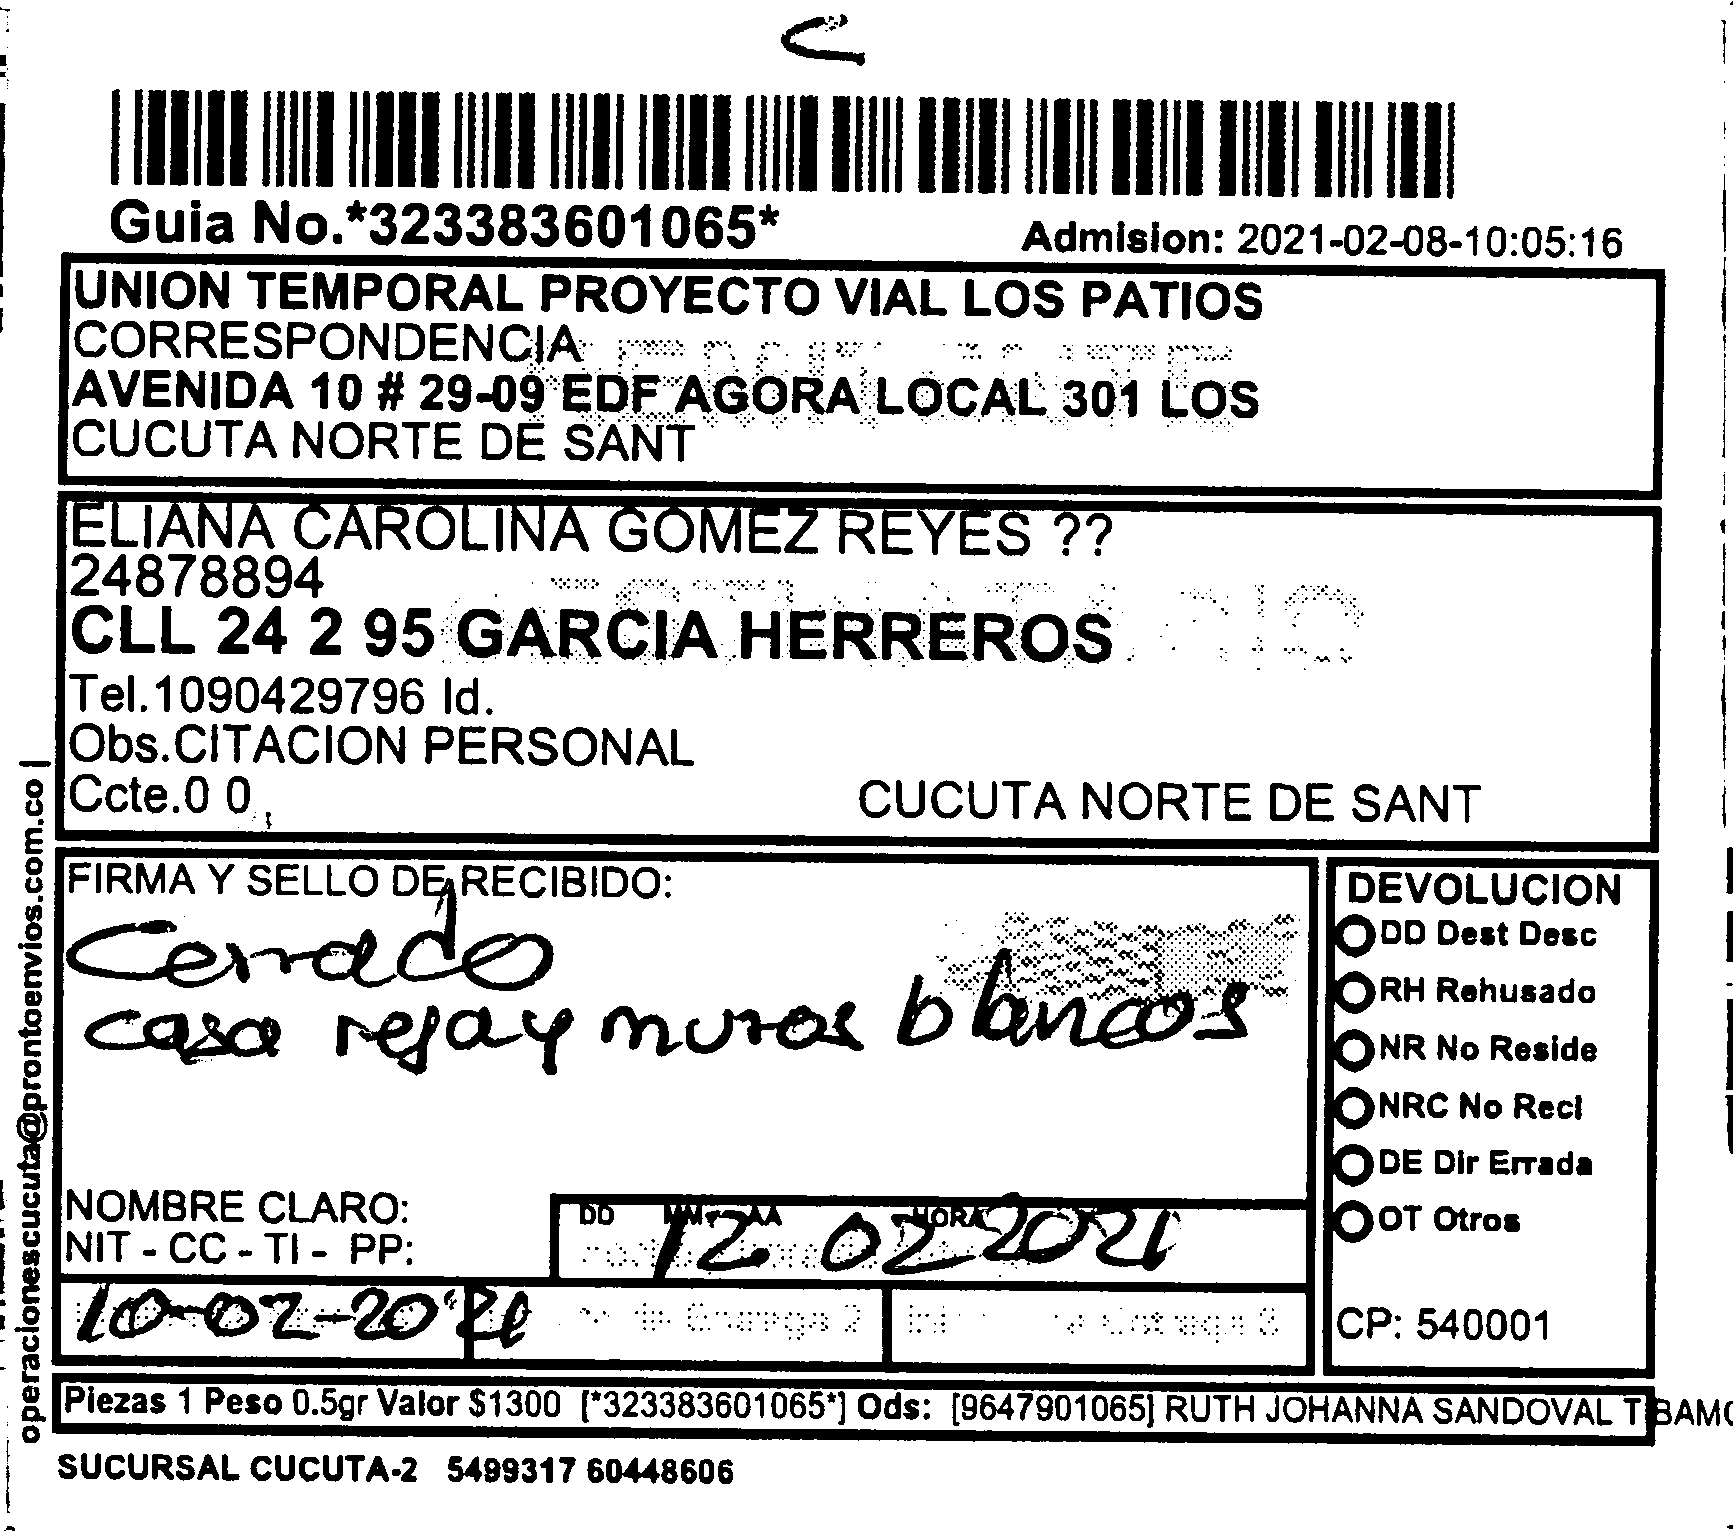 Guia No.*323383601065*
Admision: 2021-02-08-10:05:16
UNION TEMPORAL PROYECTO VIAL LOS PATIOS
CORRESPONDENCIA
AVENIDA 10 # 29-09 EDF AGORA LOCAL 301 LOS
CUCUTA NORTE DE SANT
ELIANA CAROLINA GOMEZ REYES ??
24878894
CLL 24 2 95 GARCIA HERREROS
Tel.1090429796 Id.
Obs.CITACION PERSONAL
Ccte.0 0
CUCUTA NORTE DE SANT
operacionescucuta@prontoenvios.com.co |
FIRMA Y SELLO DE RECIBIDO:
Cerrado
casa reja y muros blancos
NOMBRE CLARO:
NIT - CC - TI - PP:
DD MM AA HORA
12 02 2021
10-02-2021
DEVOLUCION
DD Dest Desc
RH Rehusado
NR No Reside
NRC No Recl
DE Dir Errada
OT Otros
CP: 540001
Piezas 1 Peso 0.5gr Valor $1300 [*323383601065*] Ods: [9647901065] RUTH JOHANNA SANDOVAL
SUCURSAL CUCUTA-2 5499317 60448606